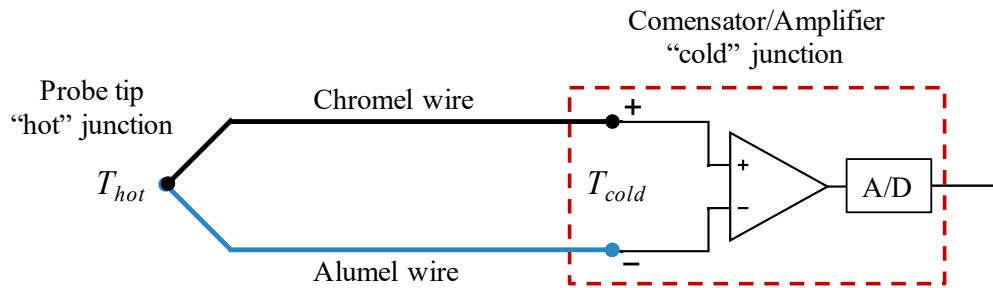 Comensator/Amplifier
“cold” junction
Probe tip
“hot” junction
Chromel wire
+
T_hot
T_cold
+
−
A/D
−
Alumel wire